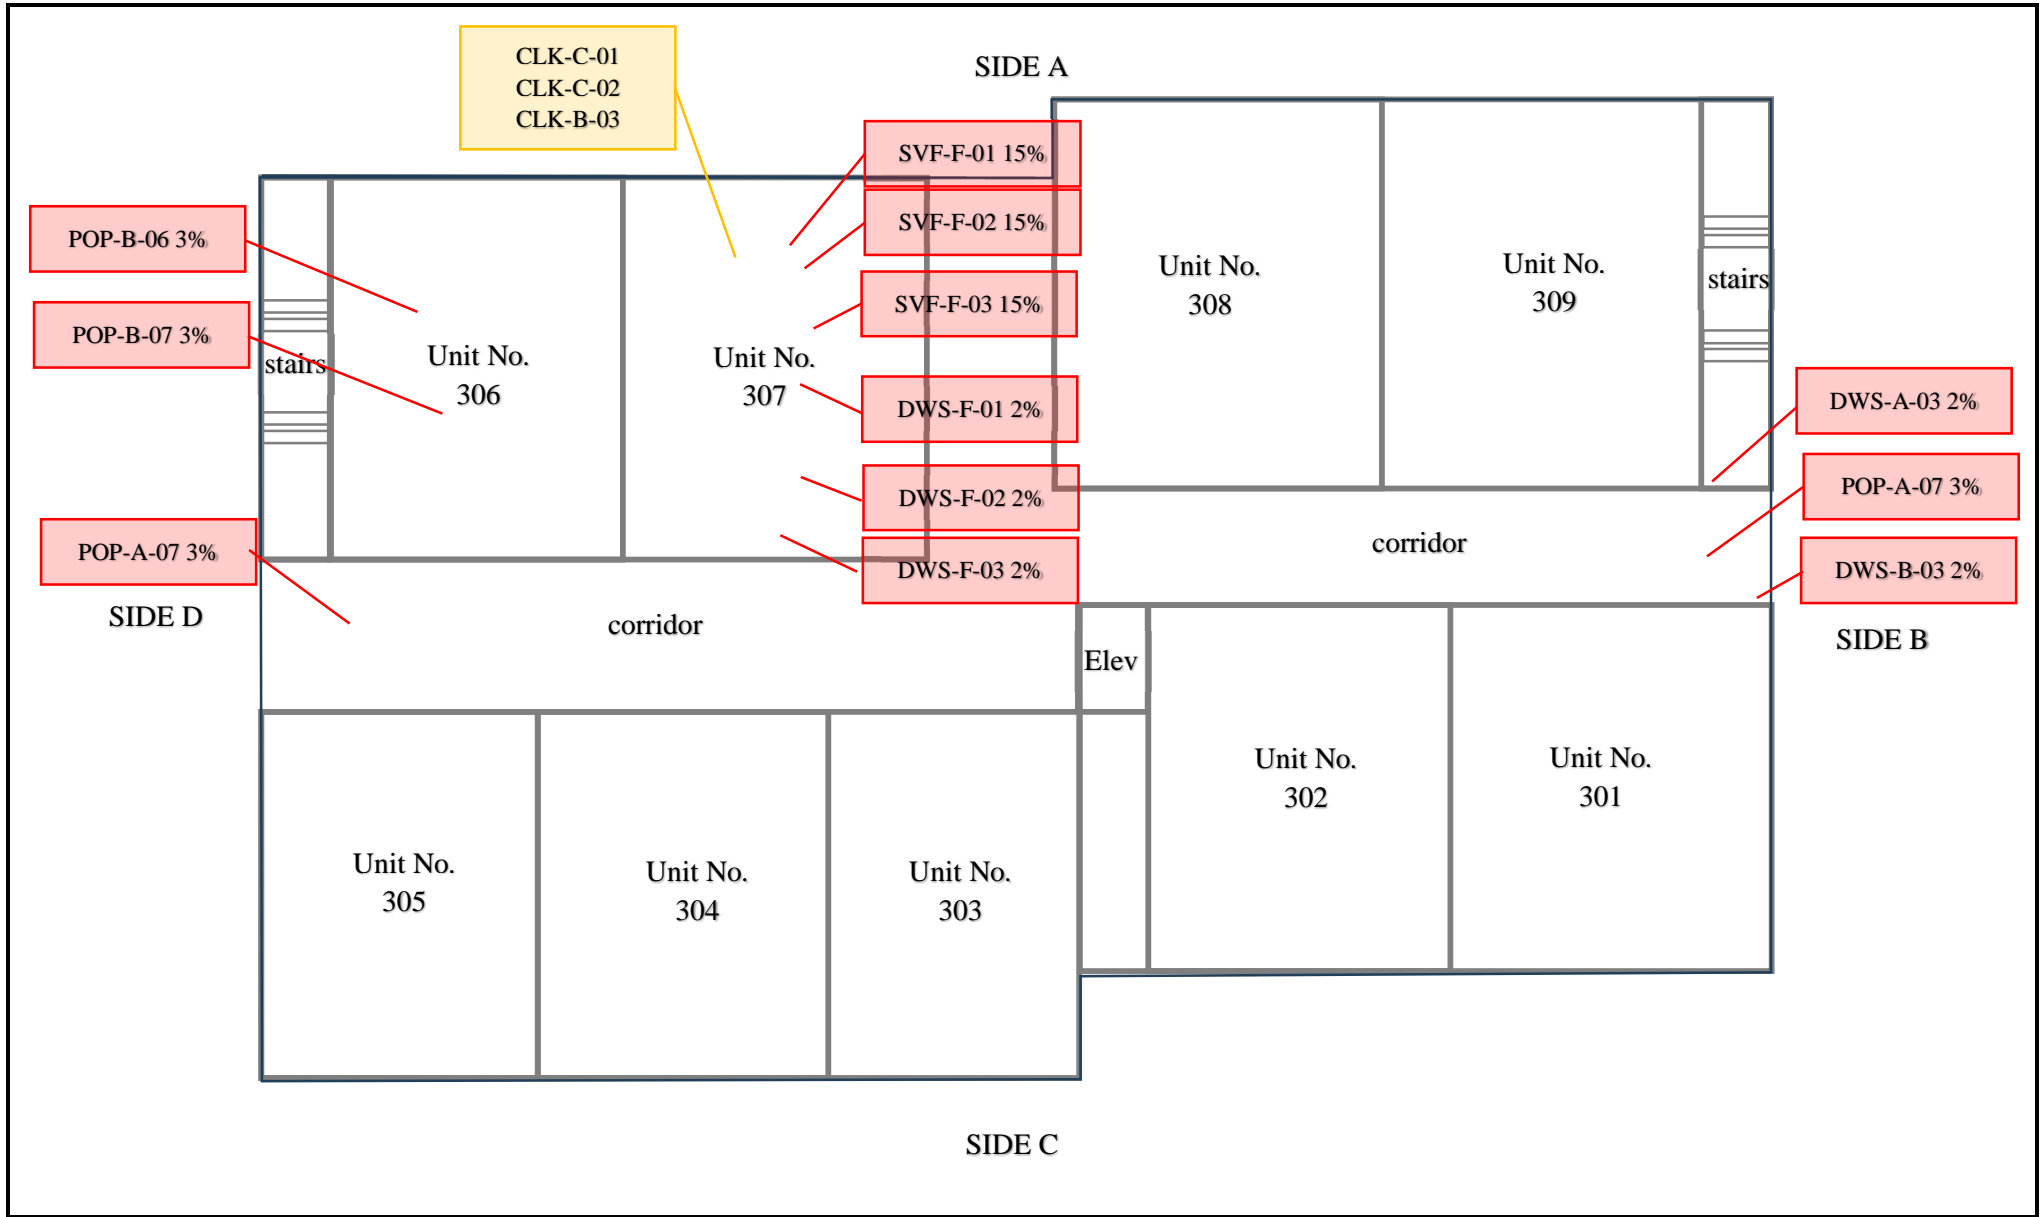 CLK-C-01
CLK-C-02
CLK-B-03
SIDE A
SVF-F-01 15%
SVF-F-02 15%
SVF-F-03 15%
DWS-F-01 2%
DWS-F-02 2%
DWS-F-03 2%
POP-B-06 3%
POP-B-07 3%
POP-A-07 3%
SIDE D
stairs
Unit No.
306
Unit No.
307
Unit No.
308
Unit No.
309
stairs
DWS-A-03 2%
POP-A-07 3%
DWS-B-03 2%
SIDE B
corridor
corridor
Elev
Unit No.
305
Unit No.
304
Unit No.
303
Unit No.
302
Unit No.
301
SIDE C